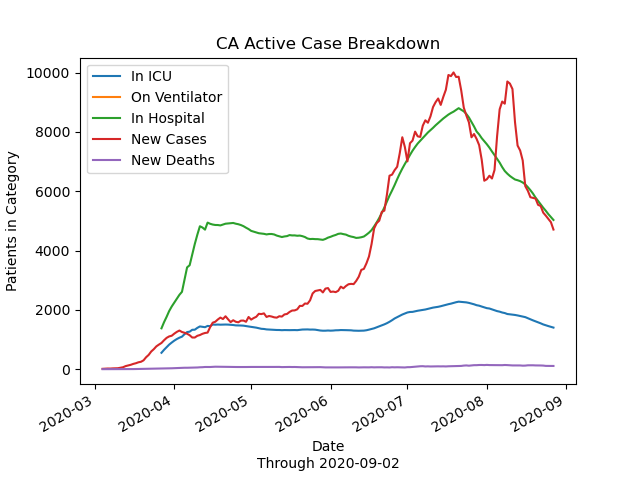 CA Active Case Breakdown
In ICU
On Ventilator
In Hospital
New Cases
New Deaths
Patients in Category
10000
8000
6000
4000
2000
0
2020-03
2020-04
2020-05
2020-06
2020-07
2020-08
2020-09
Date
Through 2020-09-02